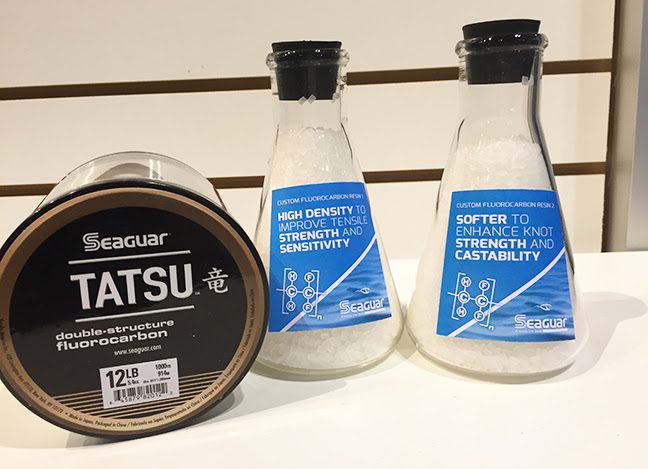 Seaguar
TATSU 竜
double-structure
fluorocarbon
www.seaguar.com
12LB
1000m
CUSTOM FLUOROCARBON RESIN 1
HIGH DENSITY TO
IMPROVE TENSILE
STRENGTH AND
SENSITIVITY
H F
C C
H F
n
Seaguar
CUSTOM FLUOROCARBON RESIN 2
SOFTER TO
ENHANCE KNOT
STRENGTH AND
CASTABILITY
H F
C C
H F
n
Seaguar